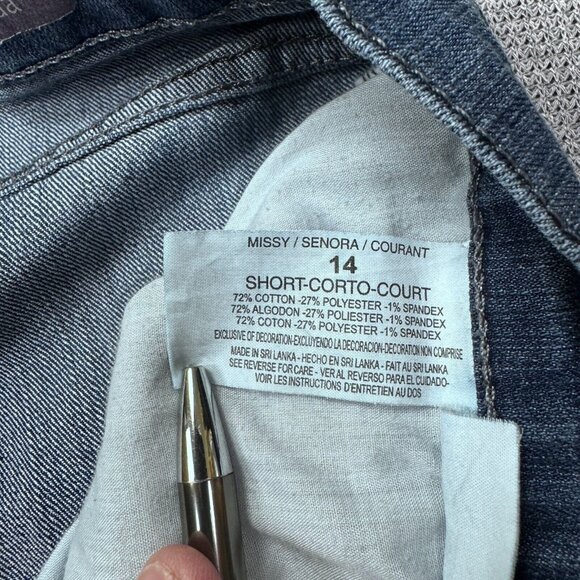 MISSY / SENORA / COURANT
14
SHORT-CORTO-COURT
72% COTTON -27% POLYESTER -1% SPANDEX
72% ALGODON -27% POLIESTER -1% SPANDEX
72% COTON -27% POLYESTER -1% SPANDEX
EXCLUSIVE OF DECORATION-EXCLUYENDO LA DECORACION-DECORATION NON COMPRISE
MADE IN SRI LANKA - HECHO EN SRI LANKA - FAIT AU SRI LANKA
SEE REVERSE FOR CARE - VER AL REVERSO PARA EL CUIDADO-
VOIR LES INSTRUCTIONS D'ENTRETIEN AU DOS